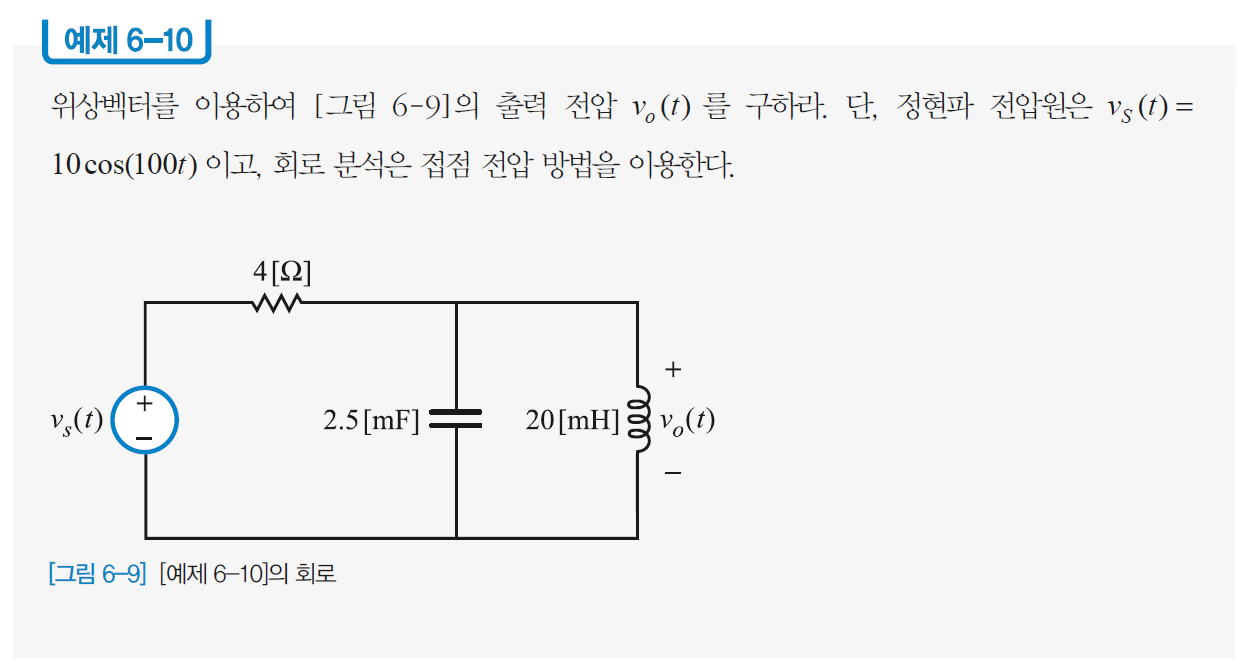 예제 6-10
위상벡터를 이용하여 [그림 6-9]의 출력 전압 vₒ(t) 를 구하라. 단, 정현파 전압원은 v_S(t) =
10cos(100t) 이고, 회로 분석은 접점 전압 방법을 이용한다.
4[Ω]
+
+
v_s(t)
2.5[mF]
20[mH]
vₒ(t)
−
−
[그림 6-9] [예제 6-10]의 회로